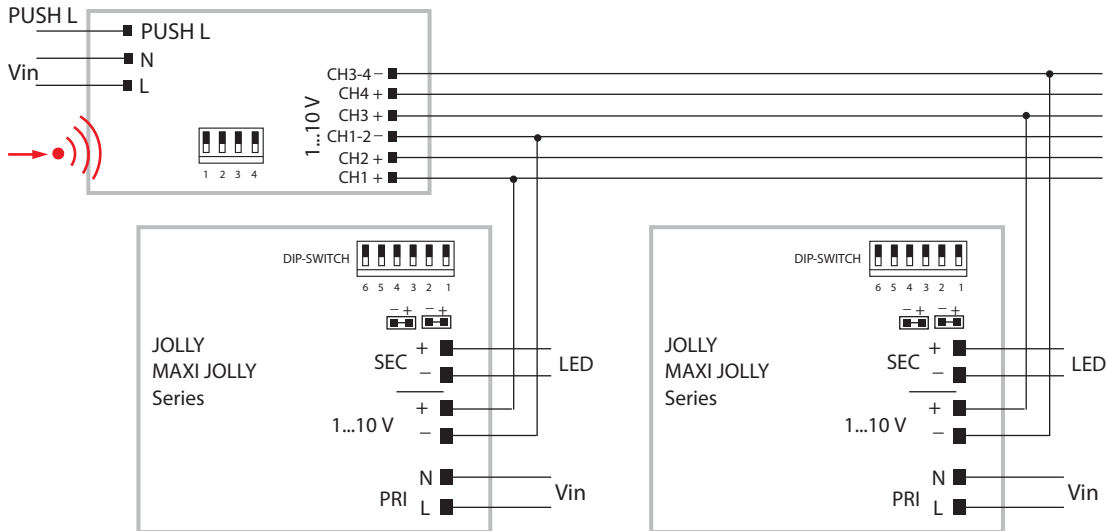 PUSH L
PUSH L
N
Vin
L
CH3-4 –
CH4 +
CH3 +
CH1-2 –
CH2 +
CH1 +
1...10 V
1 2 3 4
DIP-SWITCH
6 5 4 3 2 1
– + – +
JOLLY
MAXI JOLLY
Series
SEC
+
–
LED
1...10 V
+
–
PRI
N
L
Vin
DIP-SWITCH
6 5 4 3 2 1
– + – +
JOLLY
MAXI JOLLY
Series
SEC
+
–
LED
1...10 V
+
–
PRI
N
L
Vin